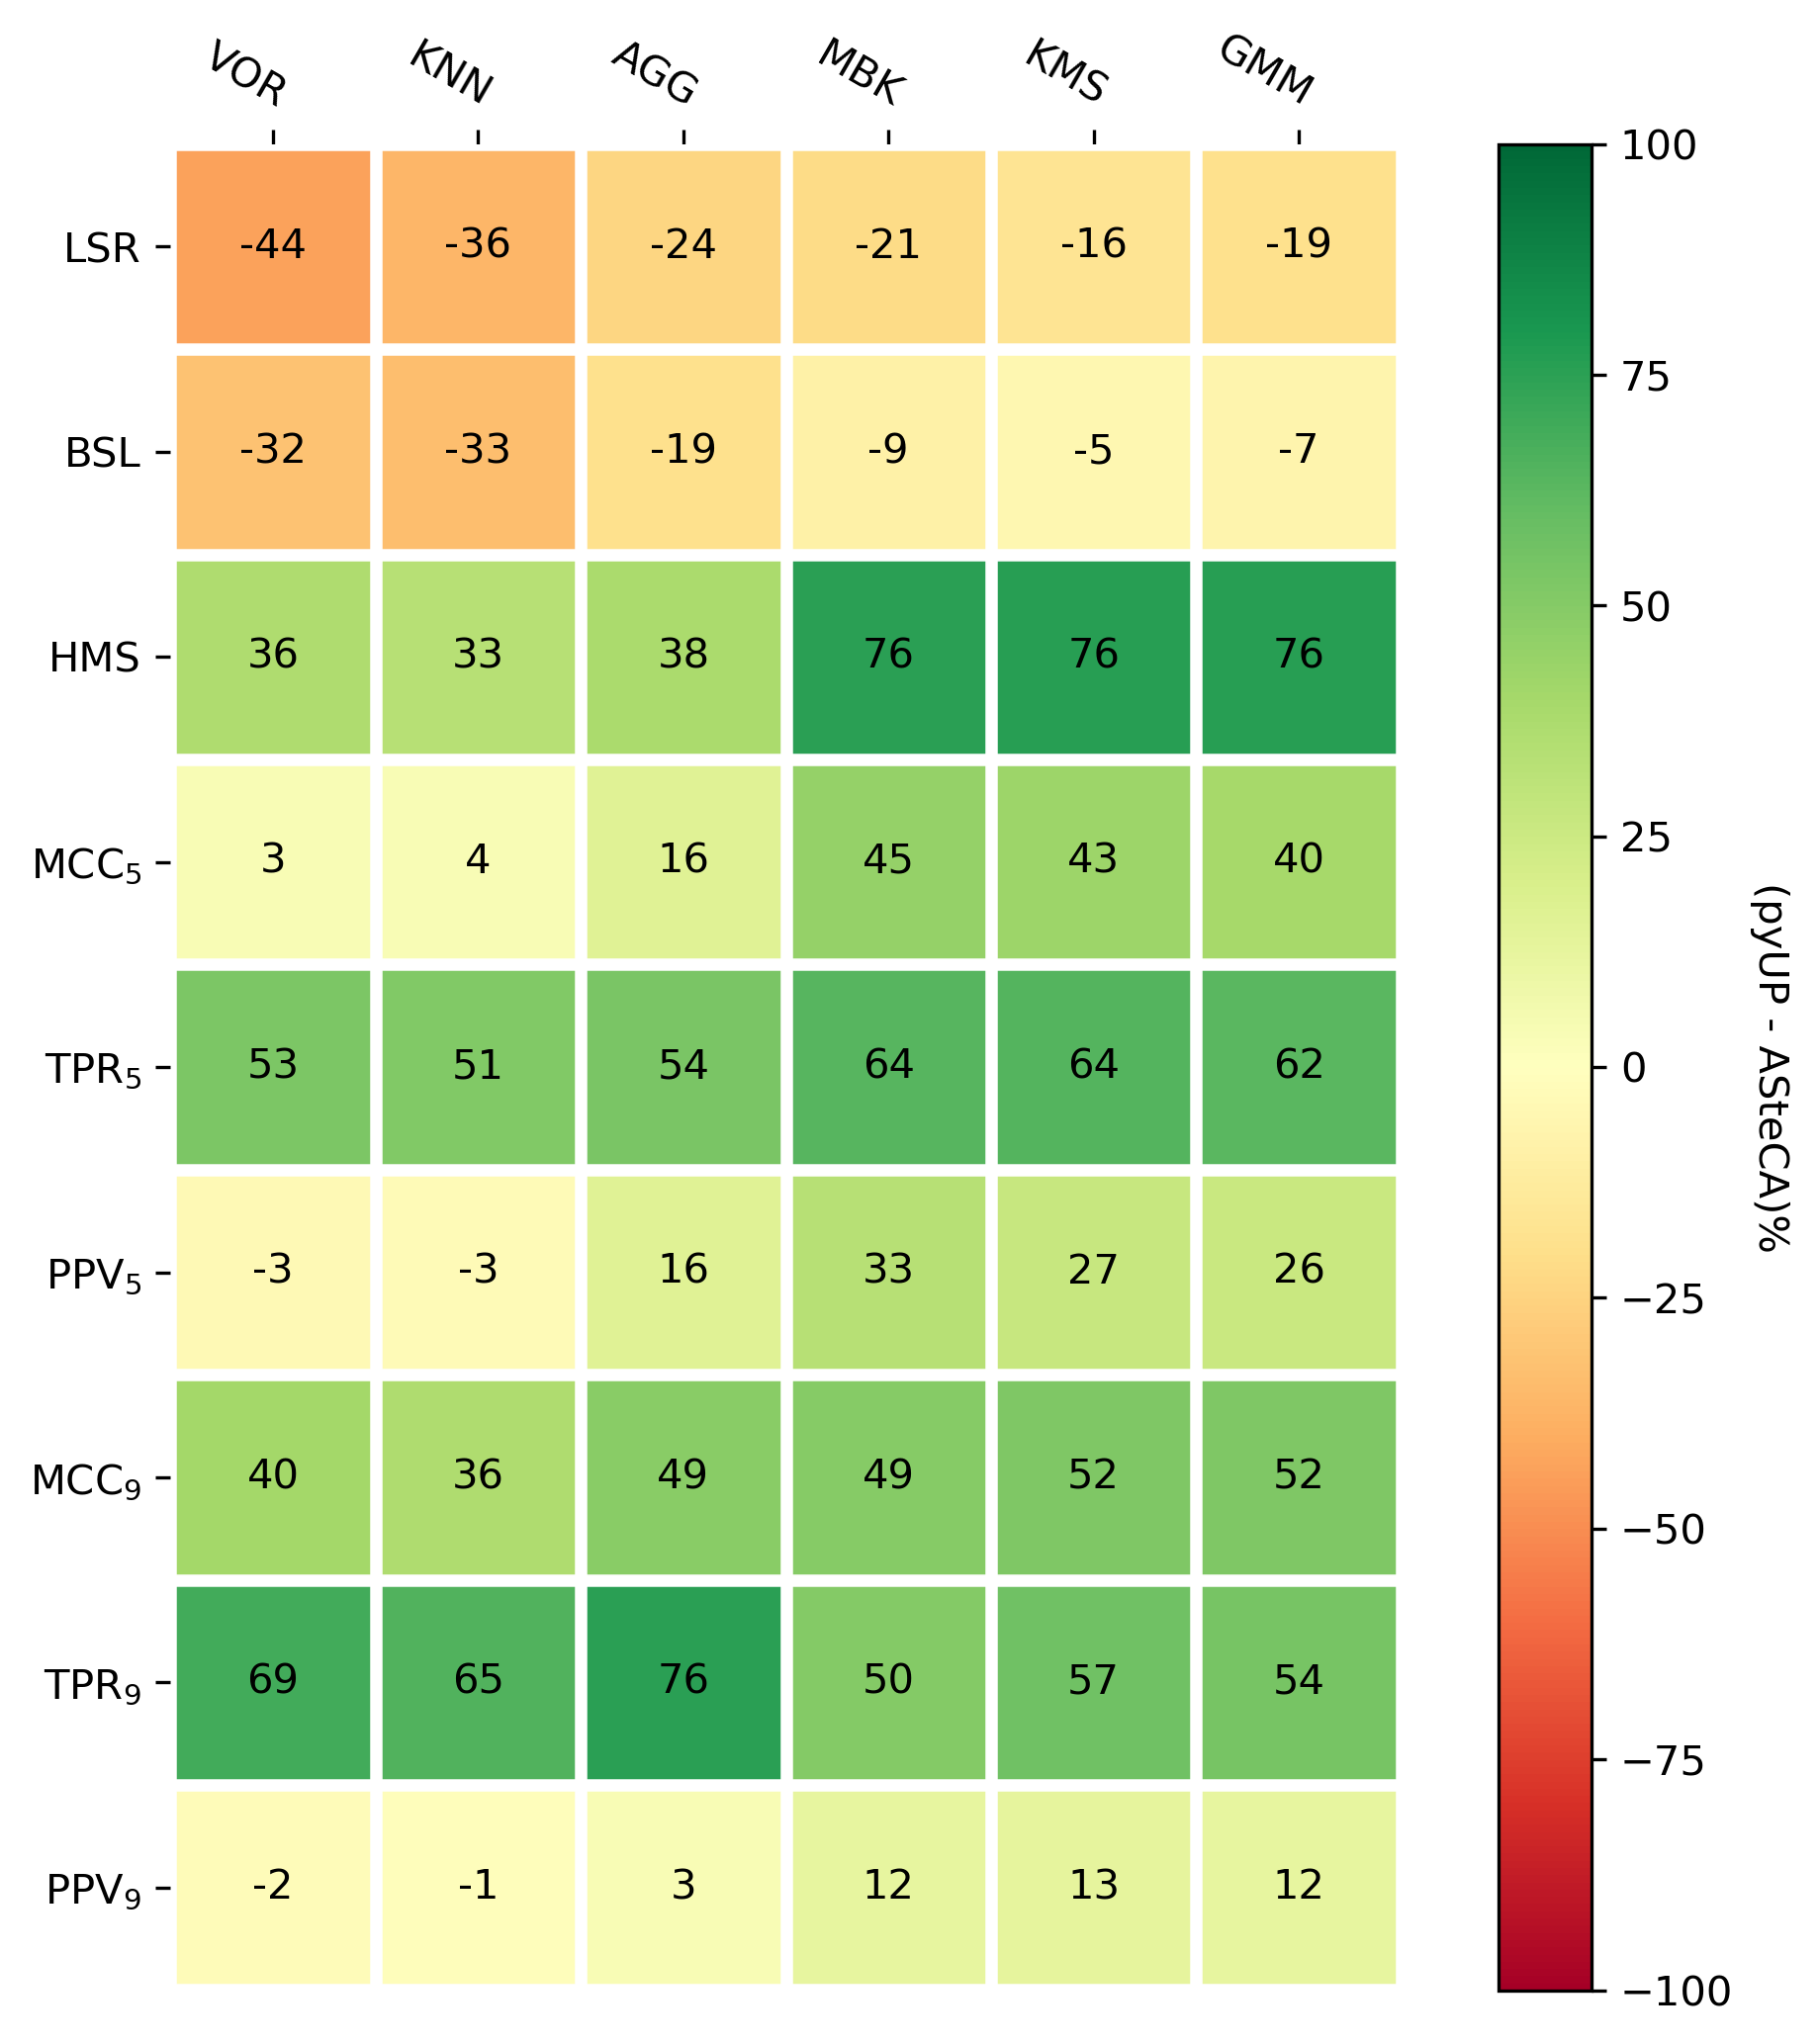 VOR KNN AGG MBK KMS GMM
LSR -44 -36 -24 -21 -16 -19
BSL -32 -33 -19 -9 -5 -7
HMS 36 33 38 76 76 76
MCC₅ 3 4 16 45 43 40
TPR₅ 53 51 54 64 64 62
PPV₅ -3 -3 16 33 27 26
MCC₉ 40 36 49 49 52 52
TPR₉ 69 65 76 50 57 54
PPV₉ -2 -1 3 12 13 12
100
75
50
25
0
−25
−50
−75
−100
(pyUP - ASteCA)%